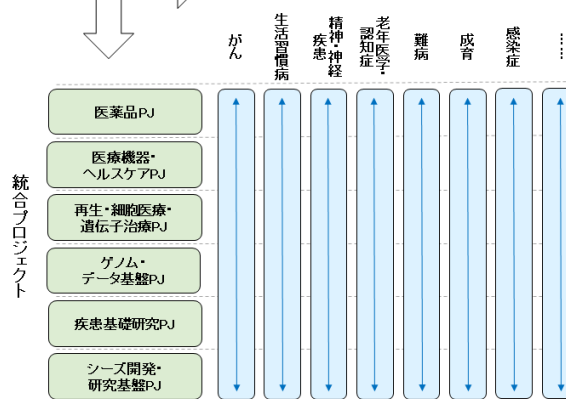 がん
生活習慣病
精神・神経
疾患
老年医学・
認知症
難病
成育
感染症
……
統合プロジェクト
医薬品PJ
医療機器・
ヘルスケアPJ
再生・細胞医療・
遺伝子治療PJ
ゲノム・
データ基盤PJ
疾患基礎研究PJ
シーズ開発・
研究基盤PJ